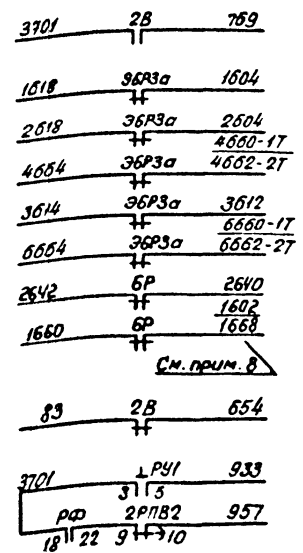 3701 2В 769
1618 ЭБРЗа 1604
2618 ЭБРЗа 2604
4660-1Т
4664 ЭБРЗа 4662-2Т
3614 ЭБРЗа 3612
6660-1Т
6664 ЭБРЗа 6662-2Т
2642 6Р 2640
1602
1660 6Р 1668
См. прим. 8
83 2В 654
3701 РУ1 933
3 5
РФ 2РПВ2 957
18 22 9 10